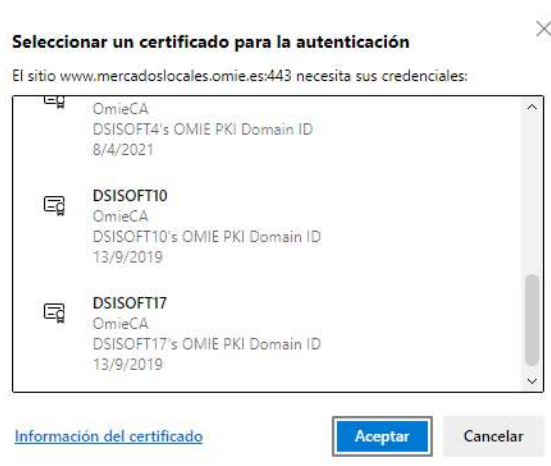 Seleccionar un certificado para la autenticación
El sitio www.mercadoslocales.omie.es:443 necesita sus credenciales:
OmieCA
DSISOFT4's OMIE PKI Domain ID
8/4/2021
DSISOFT10
OmieCA
DSISOFT10's OMIE PKI Domain ID
13/9/2019
DSISOFT17
OmieCA
DSISOFT17's OMIE PKI Domain ID
13/9/2019
Información del certificado
Aceptar
Cancelar